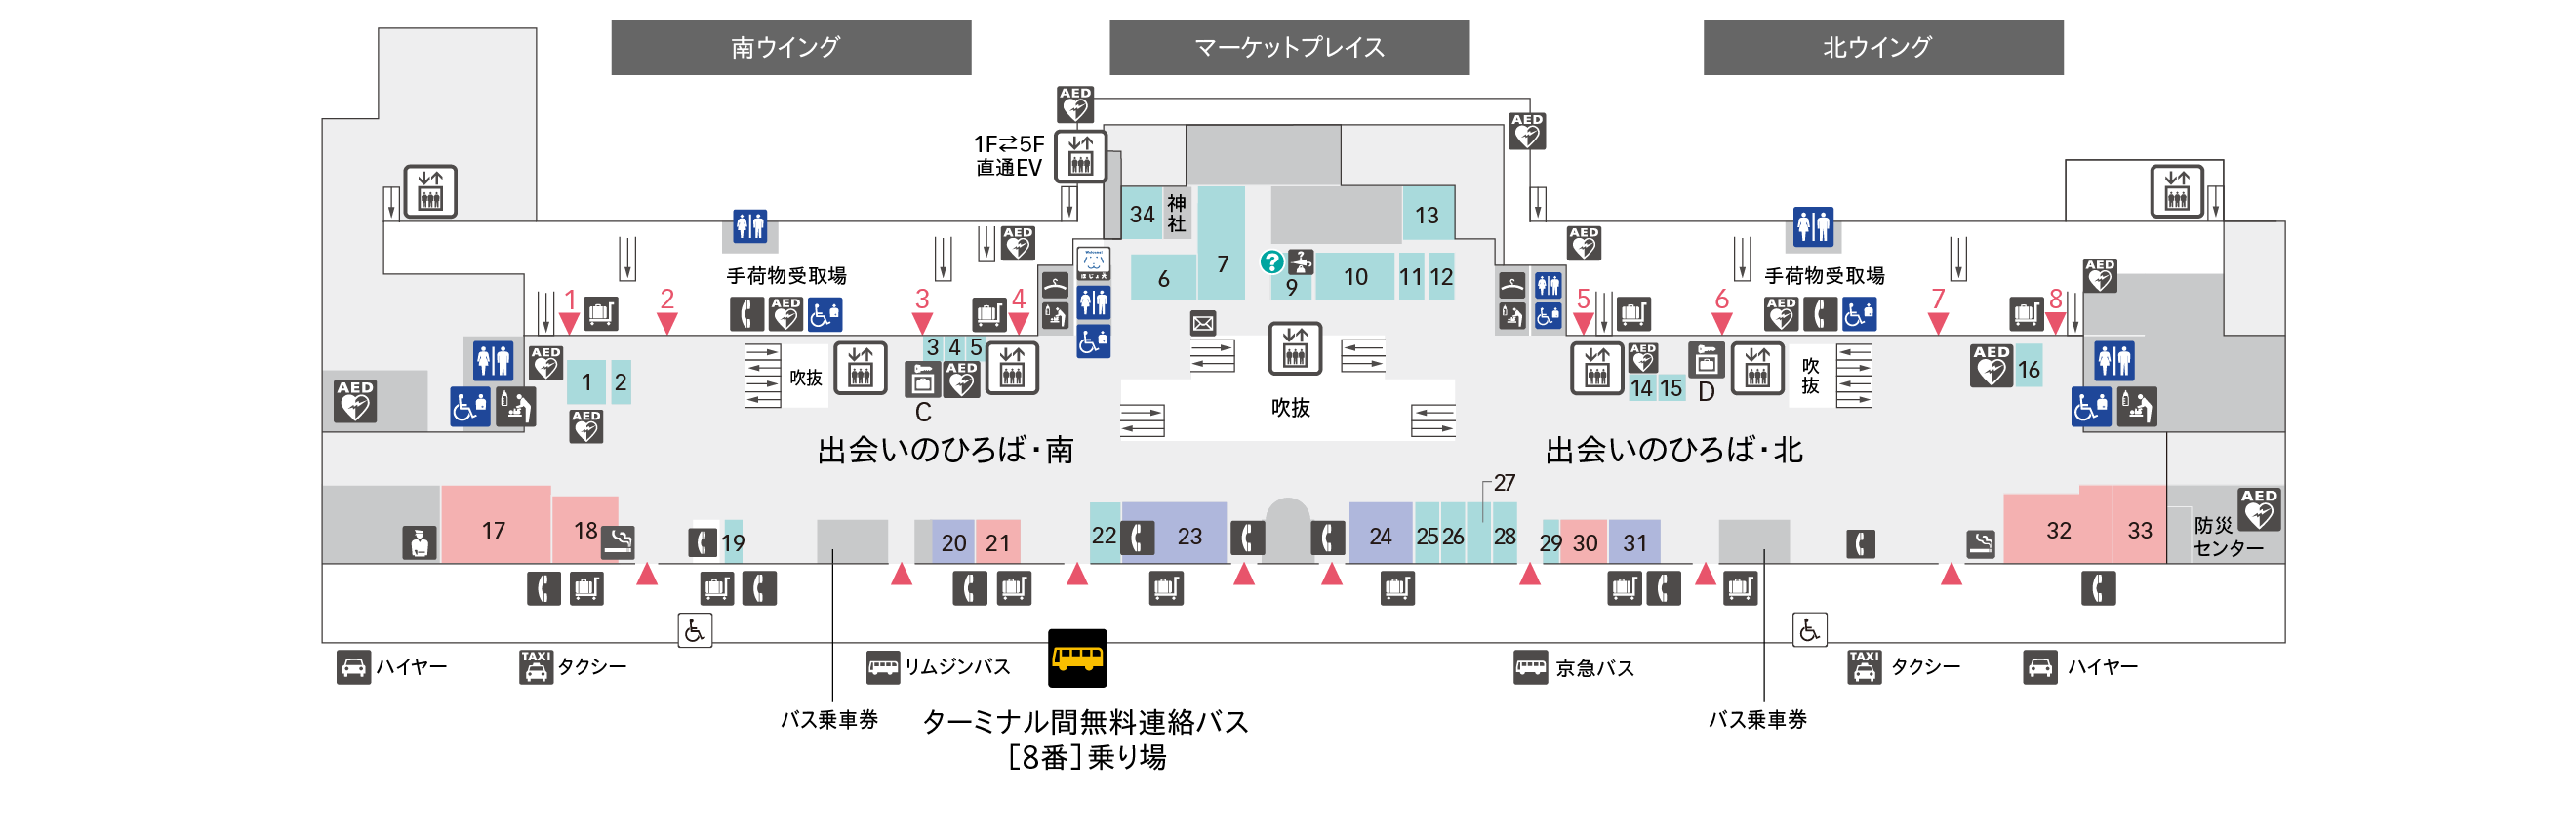 南ウイング
マーケットプレイス
北ウイング
AED
AED
1F⇄5F
直通EV
34
神社
7
13
AED
AED
手荷物受取場
手荷物受取場
6
?
9
10
11
12
ほじょ犬
AED
1
2
3
4
5
6
7
8
AED
AED
AED
1
2
吹抜
3
4
5
AED
C
AED
14
15
D
吹抜
AED
16
AED
AED
吹抜
出会いのひろば・南
出会いのひろば・北
17
18
19
20
21
22
23
24
25
26
27
28
29
30
31
32
33
AED
防災
センター
ハイヤー
TAXI
タクシー
リムジンバス
京急バス
TAXI
タクシー
ハイヤー
バス乗車券
ターミナル間無料連絡バス
[8番]乗り場
バス乗車券